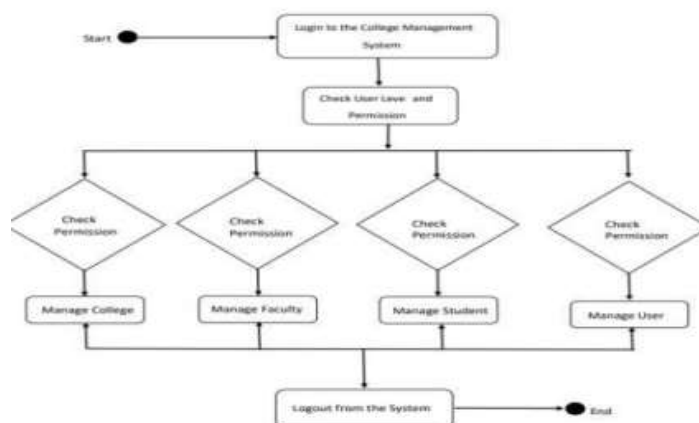 Start
Login to the College Management
System
Check User Leve and
Permission
Check
Permission
Check
Permission
Check
Permission
Check
Permission
Manage College
Manage Faculty
Manage Student
Manage User
Logout from the System
End